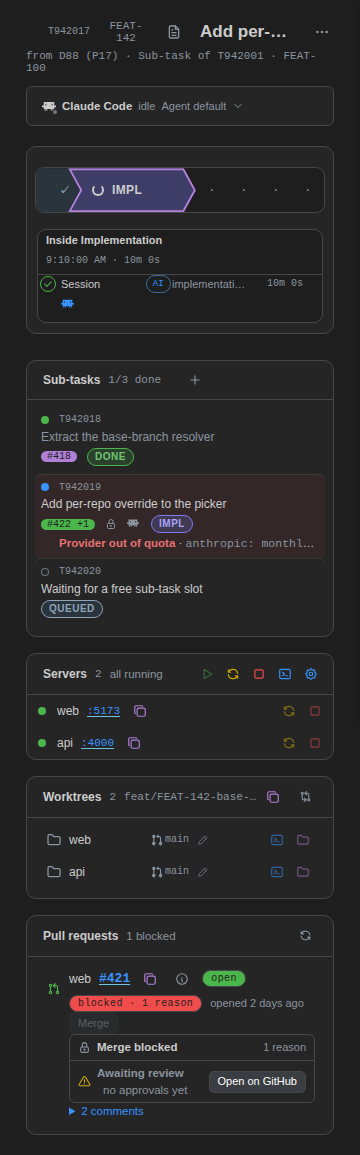 T942017 FEAT-142 Add per-…
from D88 (P17) · Sub-task of T942001 · FEAT-100
Claude Code idle Agent default
✓ IMPL
Inside Implementation
9:10:00 AM · 10m 0s
Session AI implementati… 10m 0s
Sub-tasks 1/3 done +
T942018
Extract the base-branch resolver
#418 DONE
T942019
Add per-repo override to the picker
#422 +1 IMPL
Provider out of quota · anthropic: monthl…
T942020
Waiting for a free sub-task slot
QUEUED
Servers 2 all running
web :5173
api :4000
Worktrees 2 feat/FEAT-142-base-…
web main
api main
Pull requests 1 blocked
web #421 open
blocked · 1 reason opened 2 days ago
Merge
Merge blocked 1 reason
Awaiting review
no approvals yet
Open on GitHub
2 comments